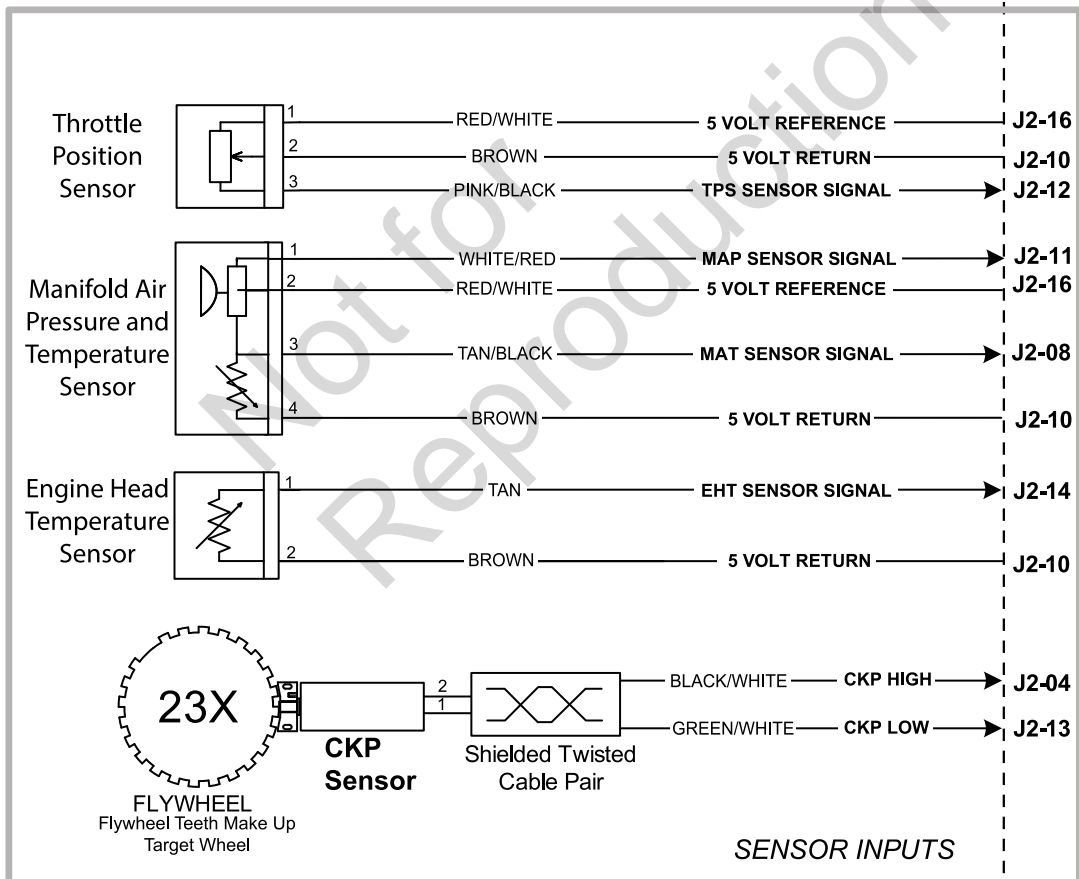 Throttle
Position
Sensor
1 RED/WHITE 5 VOLT REFERENCE J2-16
2 BROWN 5 VOLT RETURN J2-10
3 PINK/BLACK TPS SENSOR SIGNAL J2-12
Manifold Air
Pressure and
Temperature
Sensor
1 WHITE/RED MAP SENSOR SIGNAL J2-11
2 RED/WHITE 5 VOLT REFERENCE J2-16
3 TAN/BLACK MAT SENSOR SIGNAL J2-08
4 BROWN 5 VOLT RETURN J2-10
Engine Head
Temperature
Sensor
1 TAN EHT SENSOR SIGNAL J2-14
2 BROWN 5 VOLT RETURN J2-10
23X
FLYWHEEL
Flywheel Teeth Make Up
Target Wheel
CKP
Sensor
2
1
Shielded Twisted
Cable Pair
BLACK/WHITE CKP HIGH J2-04
GREEN/WHITE CKP LOW J2-13
SENSOR INPUTS
Not for
Reproduction